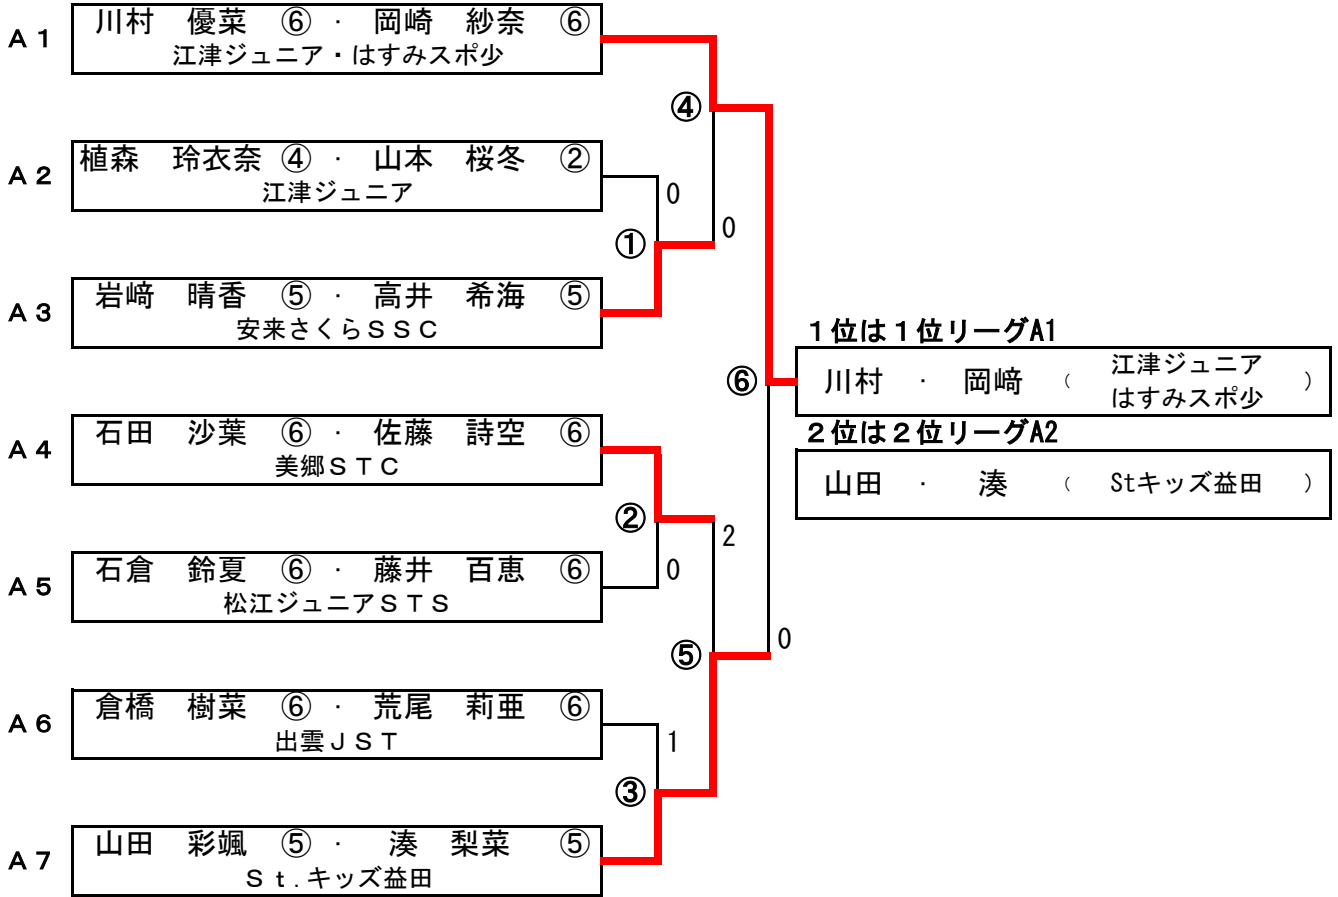 A1
川村 優菜 ⑥ ・ 岡崎 紗奈 ⑥
江津ジュニア・はすみスポ少
④
A2
植森 玲衣奈 ④ ・ 山本 桜冬 ②
江津ジュニア
0
0
①
A3
岩﨑 晴香 ⑤ ・ 高井 希海 ⑤
安来さくらSSC
1位は1位リーグA1
川村 ・ 岡﨑 ( 江津ジュニア
はすみスポ少 )
⑥
2位は2位リーグA2
山田 ・ 湊 ( Stキッズ益田 )
A4
石田 沙葉 ⑥ ・ 佐藤 詩空 ⑥
美郷STC
②
2
A5
石倉 鈴夏 ⑥ ・ 藤井 百恵 ⑥
松江ジュニアSTS
0
0
⑤
A6
倉橋 樹菜 ⑥ ・ 荒尾 莉亜 ⑥
出雲JST
1
③
A7
山田 彩颯 ⑤ ・ 湊 梨菜 ⑤
St.キッズ益田